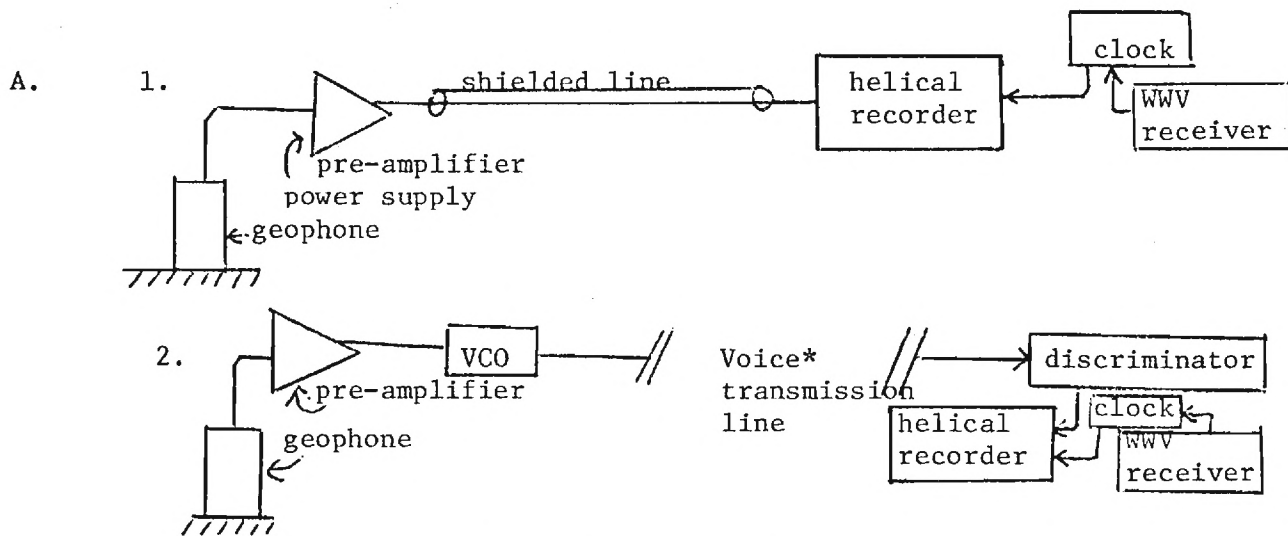 A. 1.
shielded line
helical
recorder
clock
WWV
receiver
pre-amplifier
power supply
geophone
2.
VCO
Voice*
transmission
line
discriminator
pre-amplifier
geophone
helical
recorder
clock
WWV
receiver